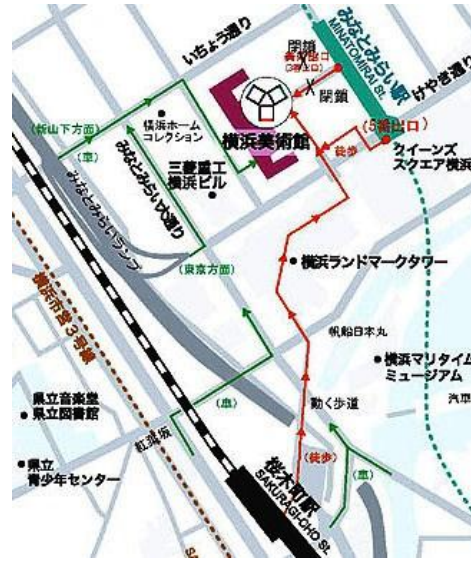 いちょう通り
閉鎖
(3番出口)
閉鎖
みなとみらい駅
MINATOMIRAI St.
けやき通り
(5番出口)
クイーンズ
スクエア横浜
(新山下方面)
(車)
横浜ホーム
コレクション
横浜美術館
徒歩
三菱重工
横浜ビル
みなとみらい大通り
みなとみらいランプ
(東京方面)
横浜ランドマークタワー
横浜市営3号線
帆船日本丸
横浜マリタイム
ミュージアム
汽車
県立音楽堂
県立図書館
(車)
動く歩道
紅葉坂
県立
青少年センター
桜木町駅
SAKURAGI-CHO St.
(徒歩)
(車)